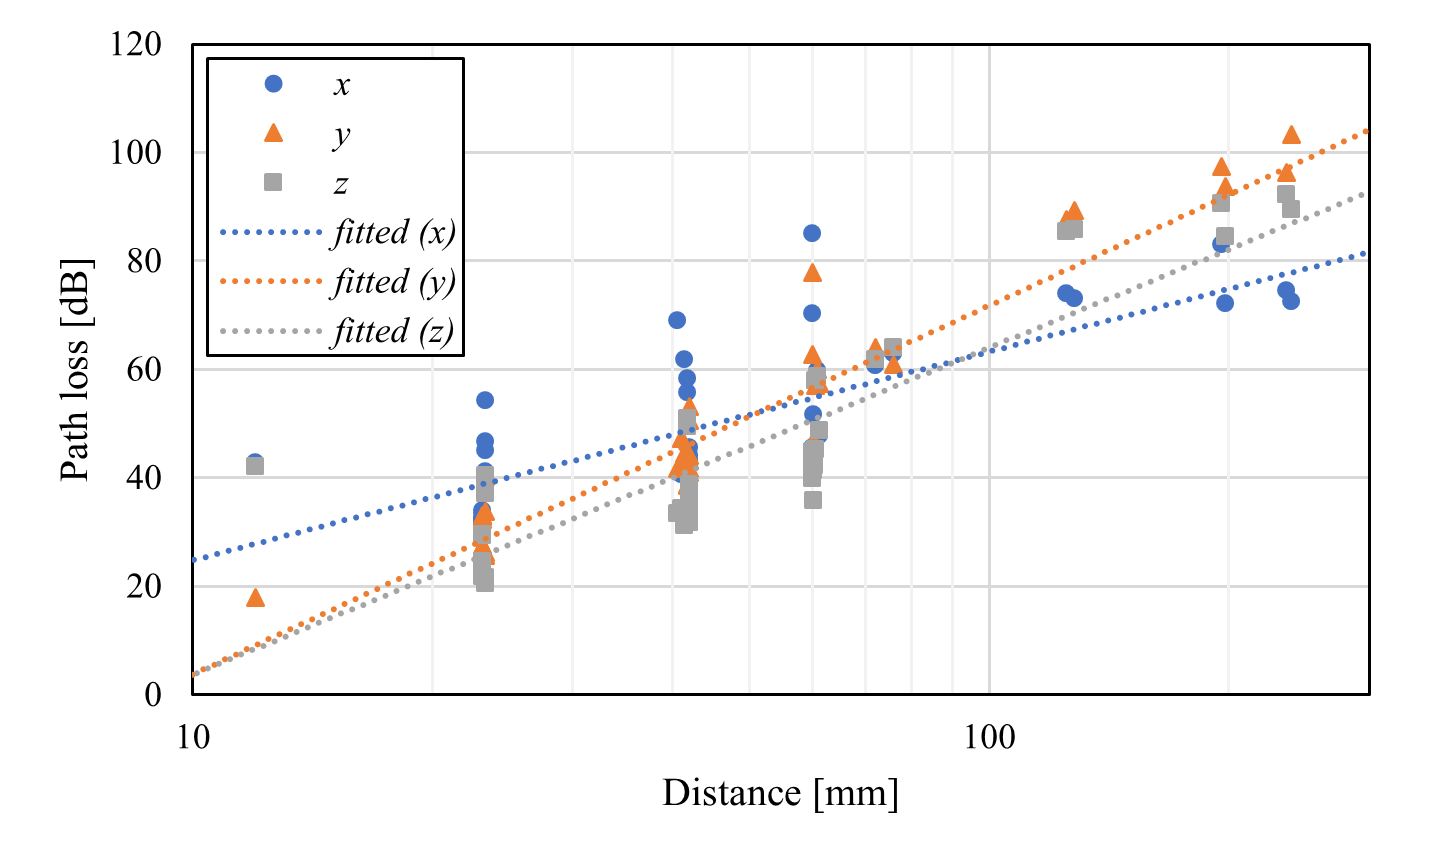 120
100
80
60
40
20
0
Path loss [dB]
x
y
z
fitted (x)
fitted (y)
fitted (z)
10
100
Distance [mm]